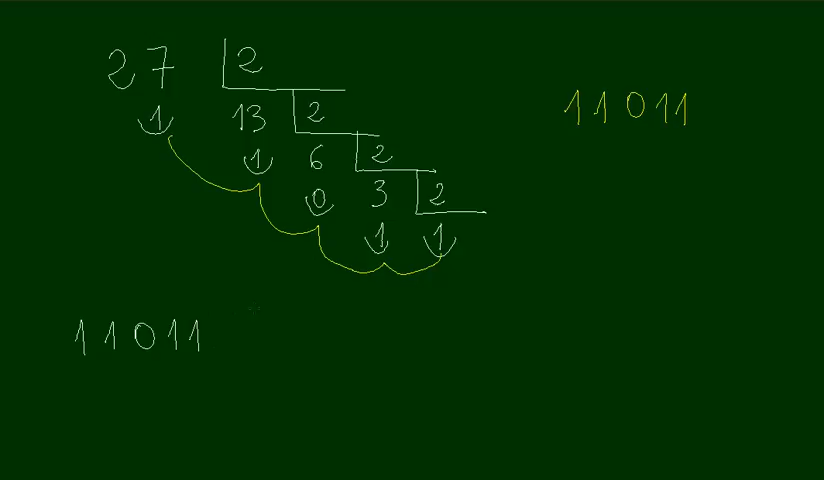 27 2
11011
1 13 2
1 6 2
0 3 2
1 1
11011